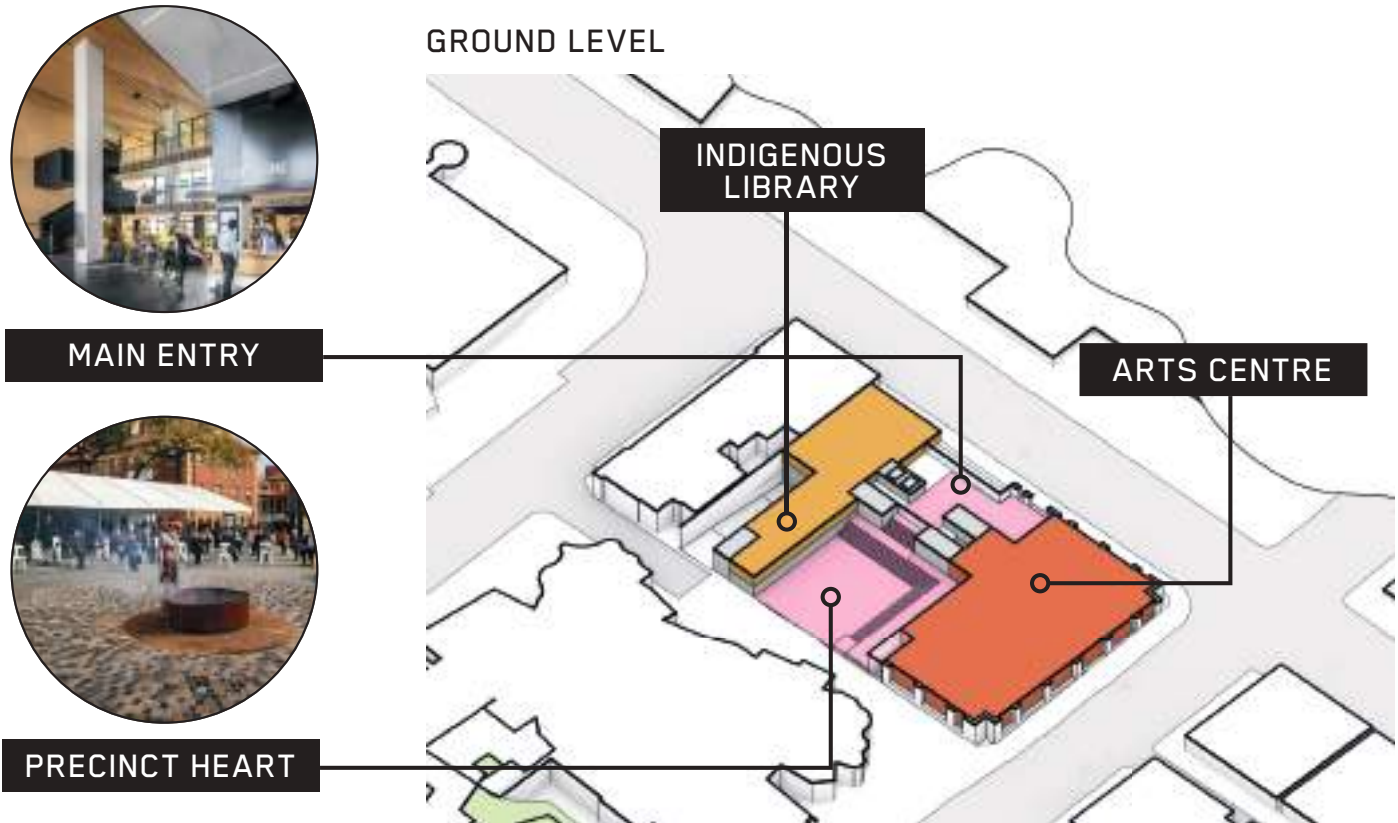 GROUND LEVEL
INDIGENOUS
LIBRARY
MAIN ENTRY
ARTS CENTRE
PRECINCT HEART